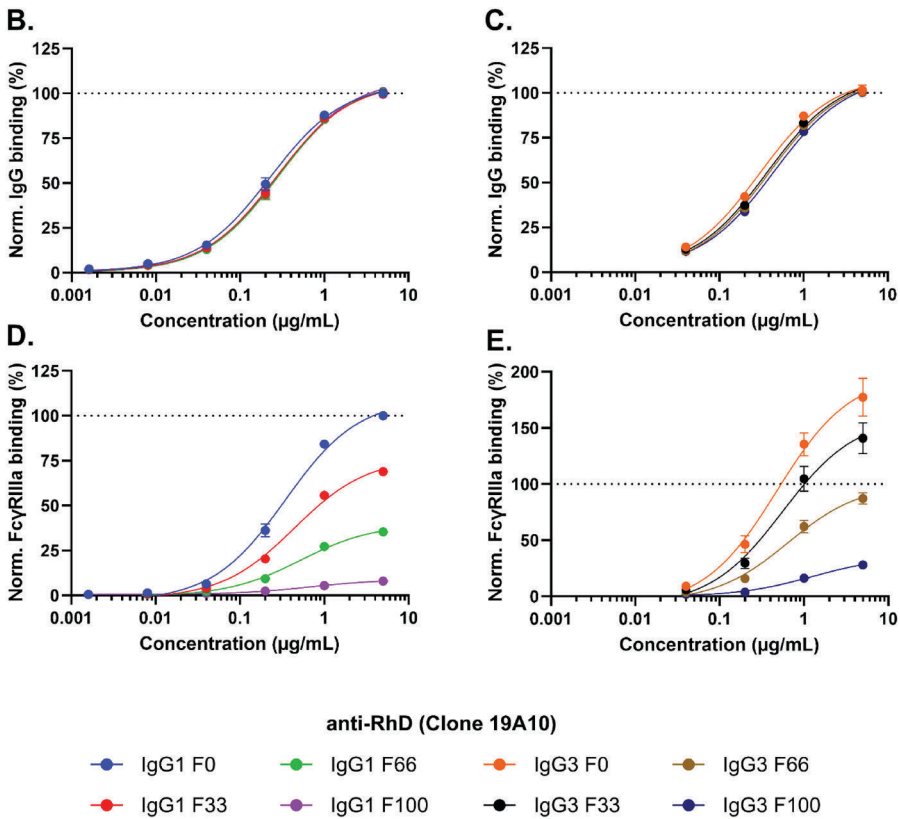 B.
C.
125
100
75
50
25
0
Norm. IgG binding (%)
0.001
0.01
0.1
1
10
Concentration (µg/mL)
125
100
75
50
25
0
Norm. IgG binding (%)
0.001
0.01
0.1
1
10
Concentration (µg/mL)
D.
E.
125
100
75
50
25
0
Norm. FcγRIIIa binding (%)
0.001
0.01
0.1
1
10
Concentration (µg/mL)
200
150
100
50
0
Norm. FcγRIIIa binding (%)
0.001
0.01
0.1
1
10
Concentration (µg/mL)
anti-RhD (Clone 19A10)
IgG1 F0
IgG1 F66
IgG3 F0
IgG3 F66
IgG1 F33
IgG1 F100
IgG3 F33
IgG3 F100